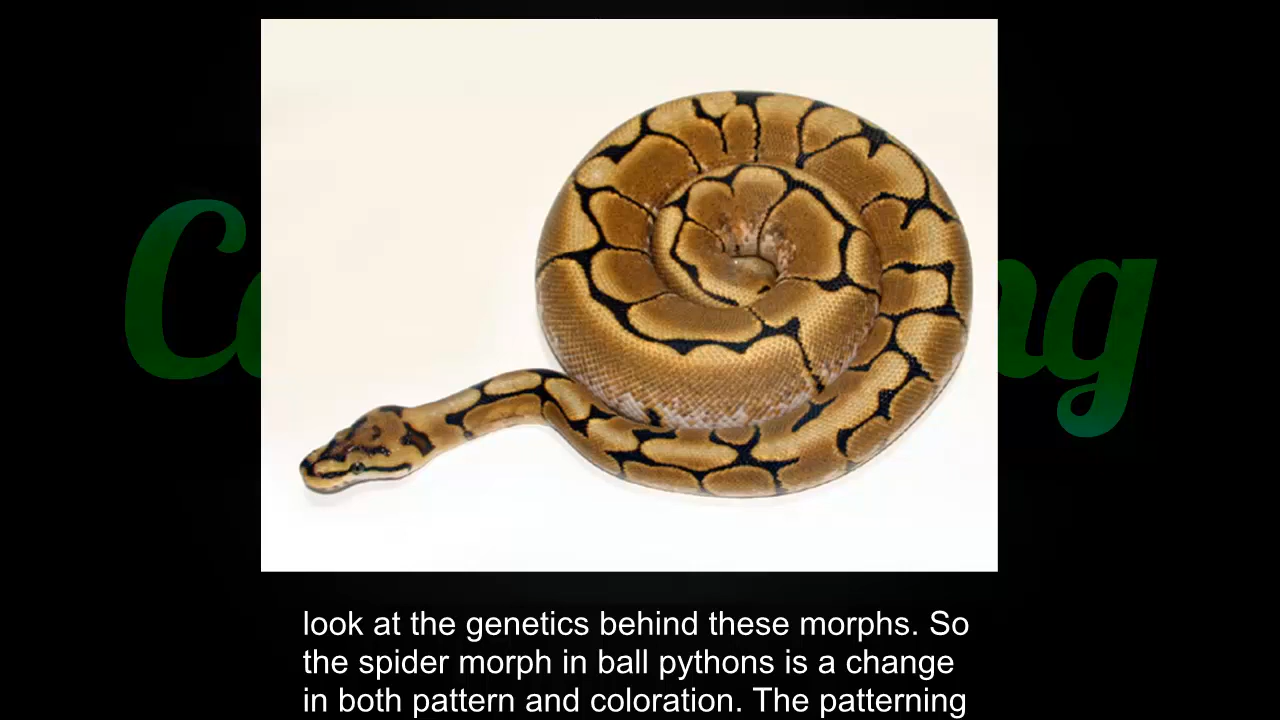 look at the genetics behind these morphs. So
the spider morph in ball pythons is a change
in both pattern and coloration. The patterning